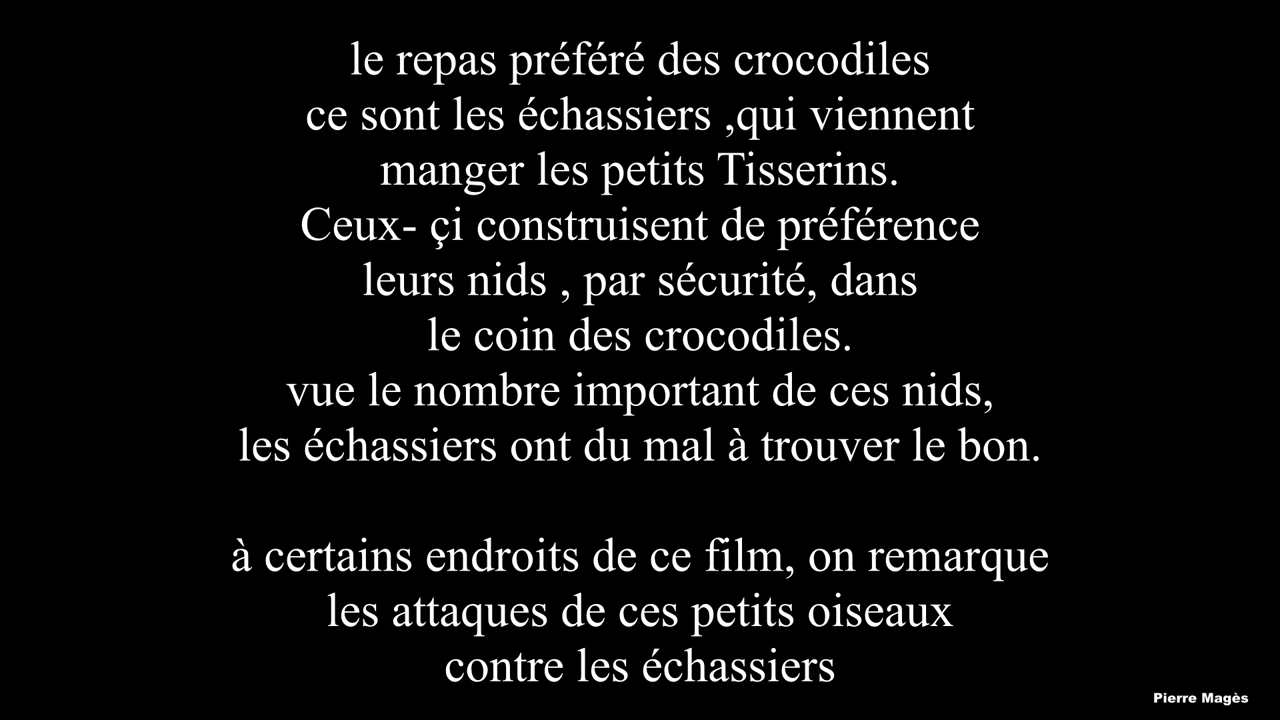 le repas préféré des crocodiles
ce sont les échassiers ,qui viennent
manger les petits Tisserins.
Ceux- çi construisent de préférence
leurs nids , par sécurité, dans
le coin des crocodiles.
vue le nombre important de ces nids,
les échassiers ont du mal à trouver le bon.
à certains endroits de ce film, on remarque
les attaques de ces petits oiseaux
contre les échassiers
Pierre Magès